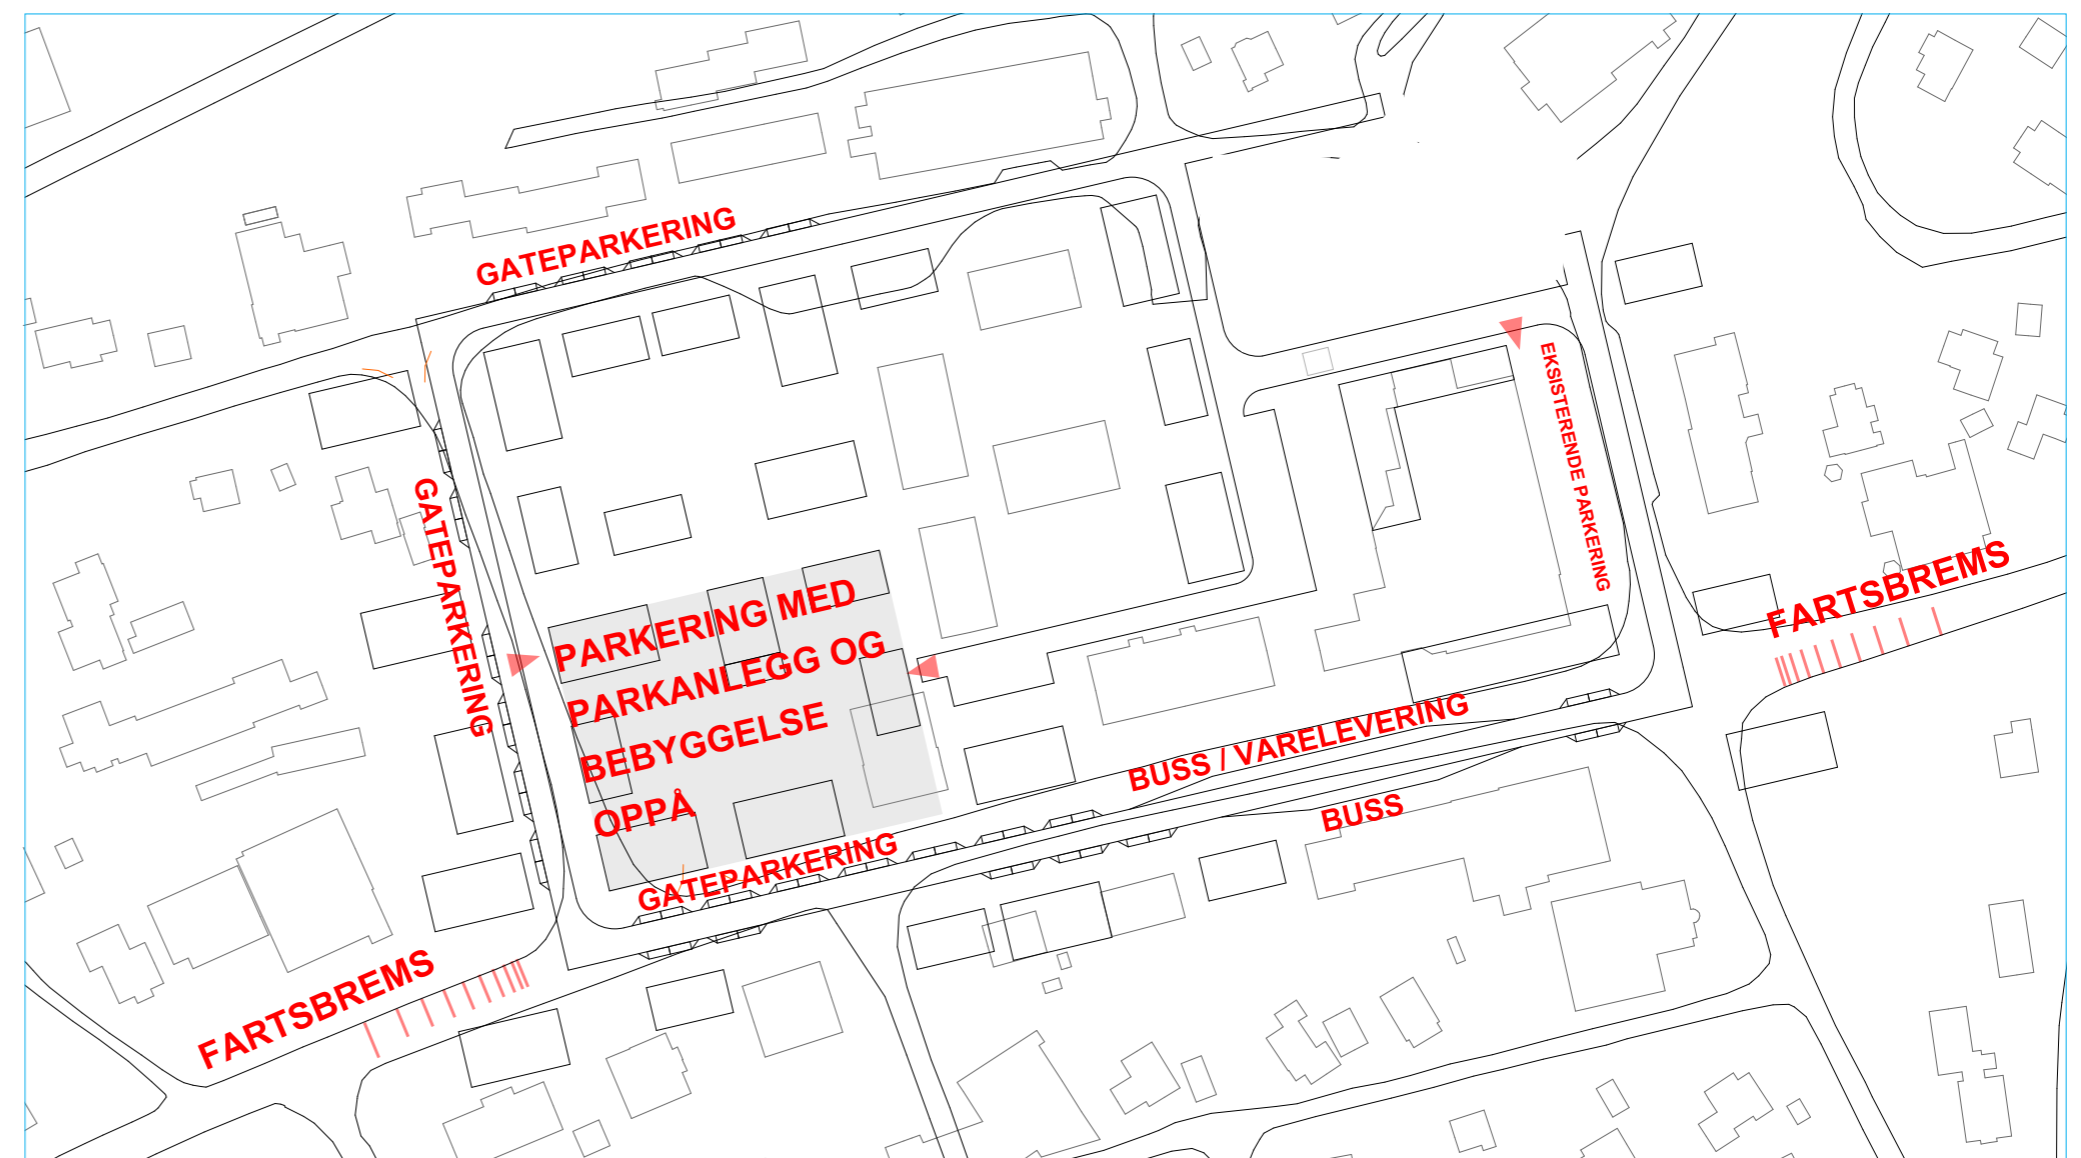 GATEPARKERING
EKSISTERENDE PARKERING
GATEPARKERING
FARTSBREMS
PARKERING MED
PARKANLEGG OG
BEBYGGELSE
OPPÅ
BUSS / VARELEVERING
BUSS
GATEPARKERING
FARTSBREMS